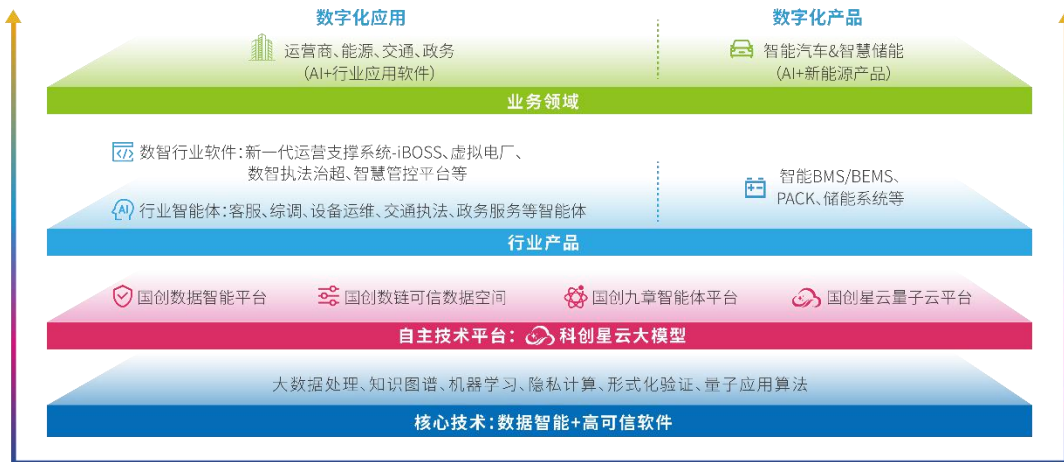 数字化应用
数字化产品
运营商、能源、交通、政务
(AI+行业应用软件)
智能汽车&智慧储能
(AI+新能源产品)
业务领域
数智行业软件：新一代运营支撑系统-iBOSS、虚拟电厂、
数智执法治超、智慧管控平台等
行业智能体：客服、综调、设备运维、交通执法、政务服务等智能体
智能BMS/BEMS、
PACK、储能系统等
行业产品
国创数据智能平台
国创数链可信数据空间
国创九章智能体平台
国创星云量子云平台
自主技术平台：科创星云大模型
大数据处理、知识图谱、机器学习、隐私计算、形式化验证、量子应用算法
核心技术：数据智能+高可信软件